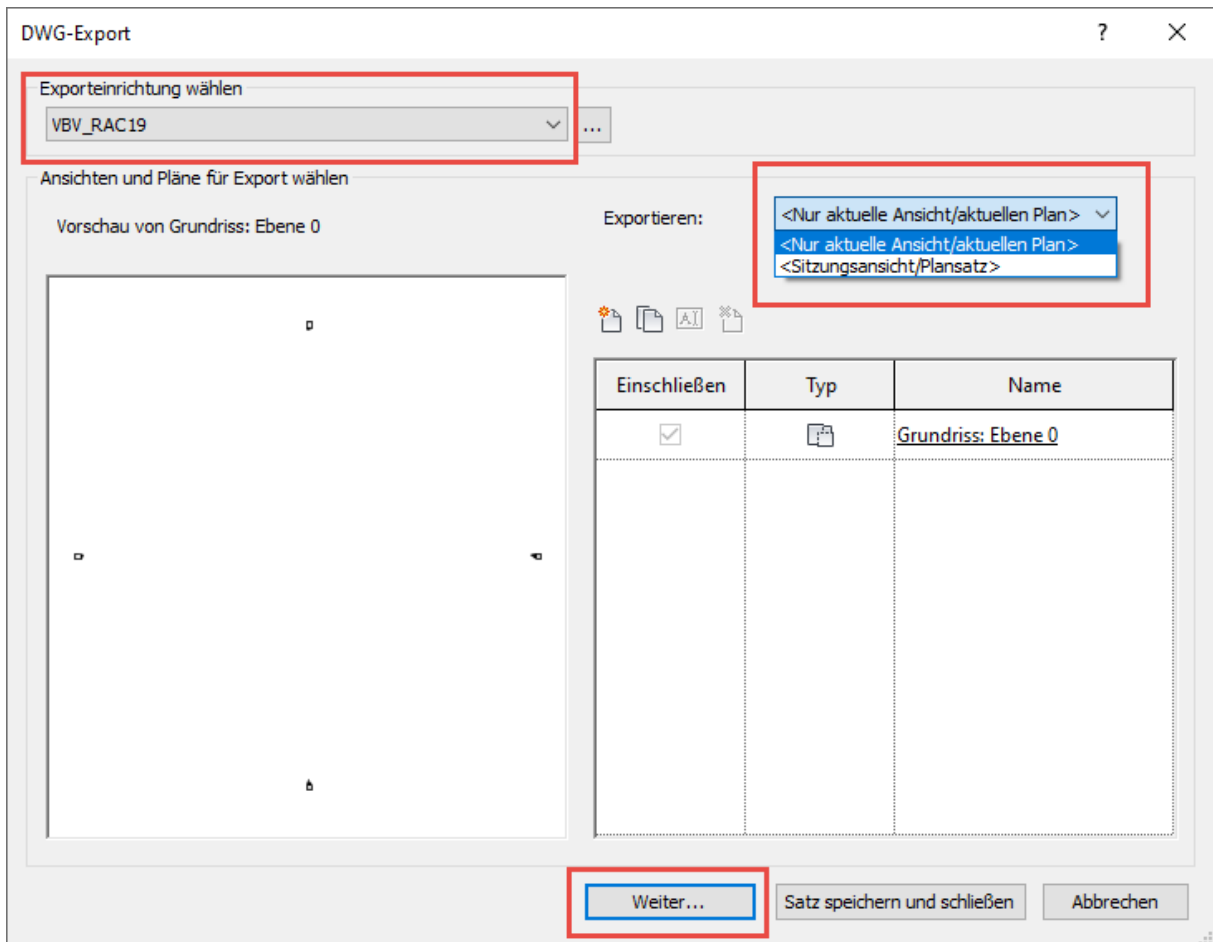 DWG-Export
?
Exporteinrichtung wählen
VBV_RAC19
...
Ansichten und Pläne für Export wählen
Vorschau von Grundriss: Ebene 0
Exportieren:
<Nur aktuelle Ansicht/aktuellen Plan>
<Nur aktuelle Ansicht/aktuellen Plan>
<Sitzungsansicht/Plansatz>
Einschließen Typ Name
Grundriss: Ebene 0
Weiter... Satz speichern und schließen Abbrechen